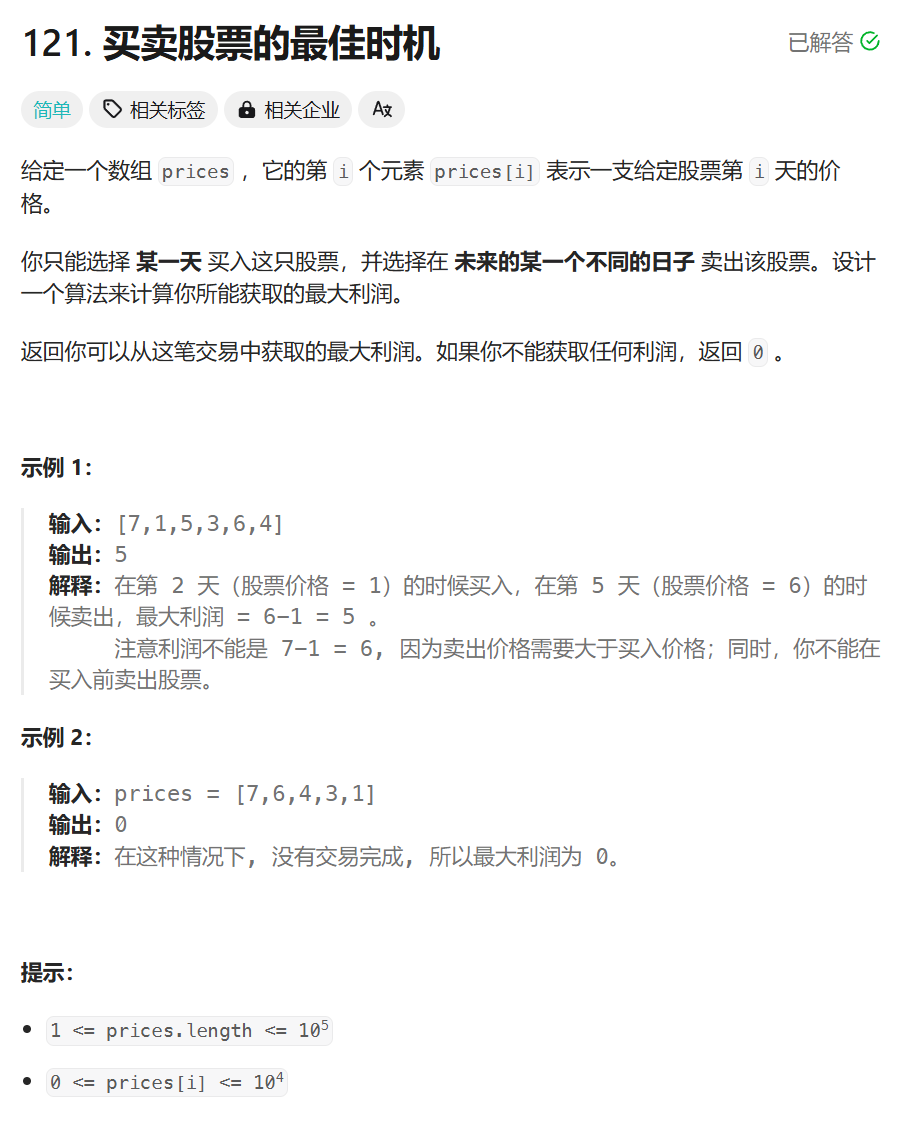 121. 买卖股票的最佳时机
已解答
简单 相关标签 相关企业
给定一个数组 prices ，它的第 i 个元素 prices[i] 表示一支给定股票第 i 天的价
格。
你只能选择 某一天 买入这只股票，并选择在 未来的某一个不同的日子 卖出该股票。设计
一个算法来计算你所能获取的最大利润。
返回你可以从这笔交易中获取的最大利润。如果你不能获取任何利润，返回 0 。
示例 1：
输入：[7,1,5,3,6,4]
输出：5
解释：在第 2 天（股票价格 = 1）的时候买入，在第 5 天（股票价格 = 6）的时
候卖出，最大利润 = 6-1 = 5 。
注意利润不能是 7-1 = 6, 因为卖出价格需要大于买入价格；同时，你不能在
买入前卖出股票。
示例 2：
输入：prices = [7,6,4,3,1]
输出：0
解释：在这种情况下, 没有交易完成, 所以最大利润为 0。
提示：
1 <= prices.length <= 10⁵
0 <= prices[i] <= 10⁴